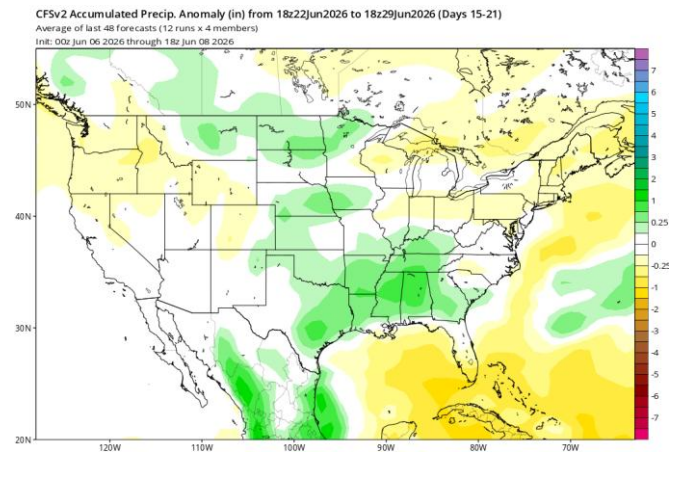 CFSv2 Accumulated Precip. Anomaly (in) from 18z22Jun2026 to 18z29Jun2026 (Days 15-21)
Average of last 48 forecasts (12 runs x 4 members)
Init: 00z Jun 06 2026 through 18z Jun 08 2026
50N
40N
30N
20N
120W
110W
100W
90W
80W
70W
7
6
5
4
3
2
1
0.25
0
-0.25
-1
-2
-3
-4
-5
-6
-7